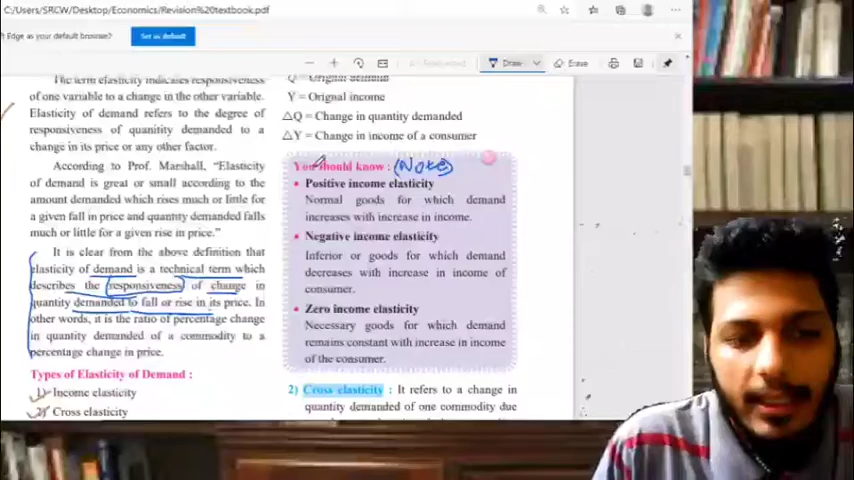 C:/Users/SRCW/Desktop/Economics/Revision%20textbook.pdf
Edge as your default browser?
Set as default
Draw
Erase
The term elasticity indicates responsiveness
of one variable to a change in the other variable.
Elasticity of demand refers to the degree of
responsiveness of quanitity demanded to a
change in its price or any other factor.
According to Prof. Marshall, “Elasticity
of demand is great or small according to the
amount demanded which rises much or little for
a given fall in price and quantity demanded falls
much or little for a given rise in price.”
It is clear from the above definition that
elasticity of demand is a technical term which
describes the responsiveness of change in
quantity demanded to fall or rise in its price. In
other words, it is the ratio of percentage change
in quantity demanded of a commodity to a
percentage change in price.
Types of Elasticity of Demand :
1) Income elasticity
2) Cross elasticity
Q = Orignal demand
Y = Orignal income
△Q = Change in quantity demanded
△Y = Change in income of a consumer
You should know : (Note)
• Positive income elasticity
Normal goods for which demand
increases with increase in income.
• Negative income elasticity
Inferior or goods for which demand
decreases with increase in income of
consumer.
• Zero income elasticity
Necessary goods for which demand
remains constant with increase in income
of the consumer.
2) Cross elasticity : It refers to a change in
quantity demanded of one commodity due